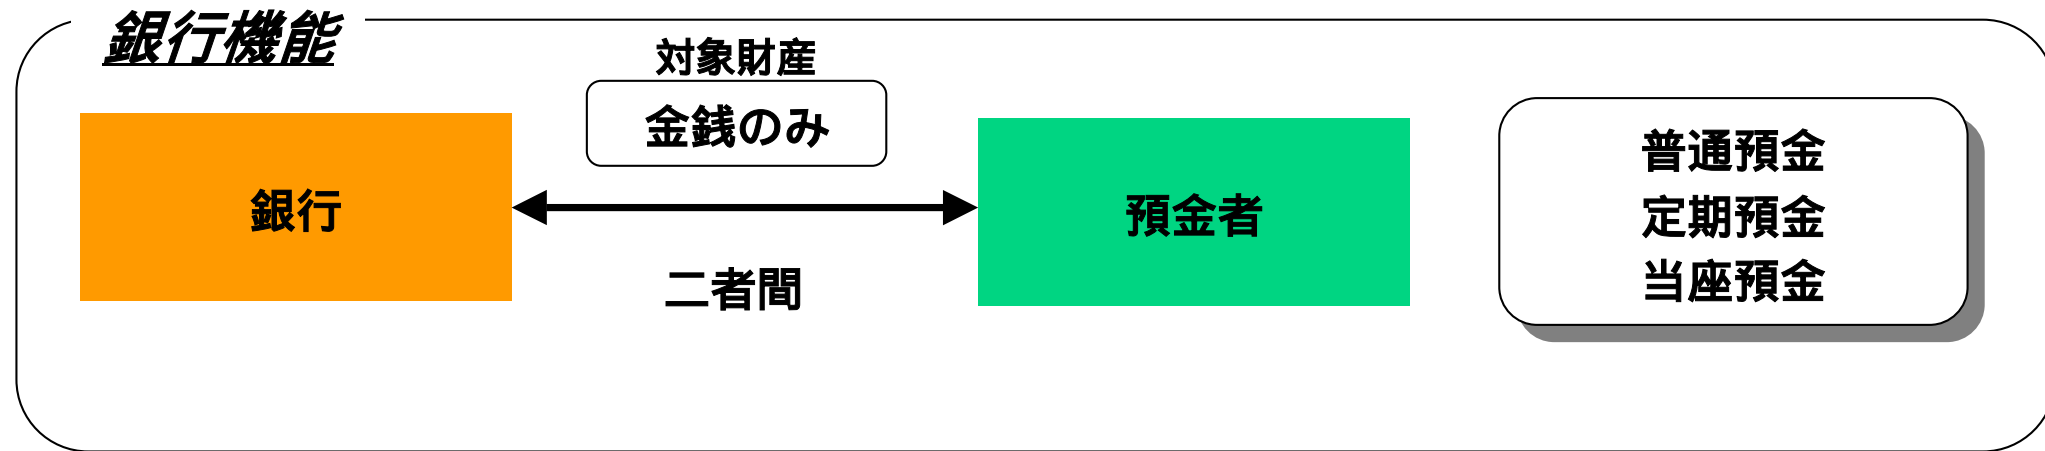 銀行機能
対象財産
金銭のみ
銀行
二者間
預金者
普通預金
定期預金
当座預金